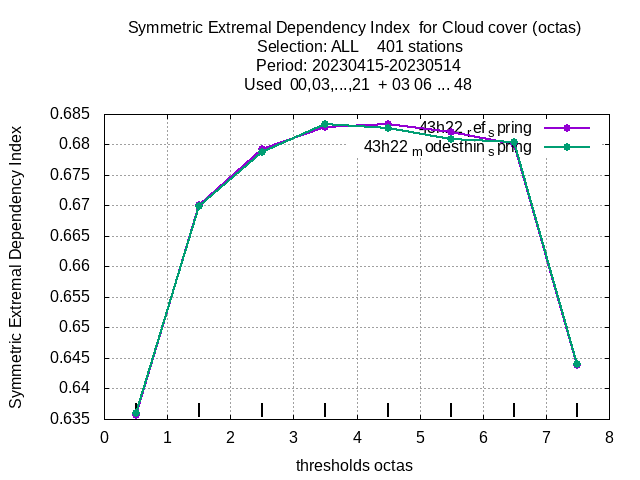 Symmetric Extremal Dependency Index  for Cloud cover (octas)
Selection: ALL    401 stations
Period: 20230415-20230514
Used  00,03,...,21  + 03 06 ... 48
Symmetric Extremal Dependency Index
0.685
0.68
0.675
0.67
0.665
0.66
0.655
0.65
0.645
0.64
0.635
43h22_ref_spring
43h22_modesthin_spring
0 1 2 3 4 5 6 7 8
thresholds octas